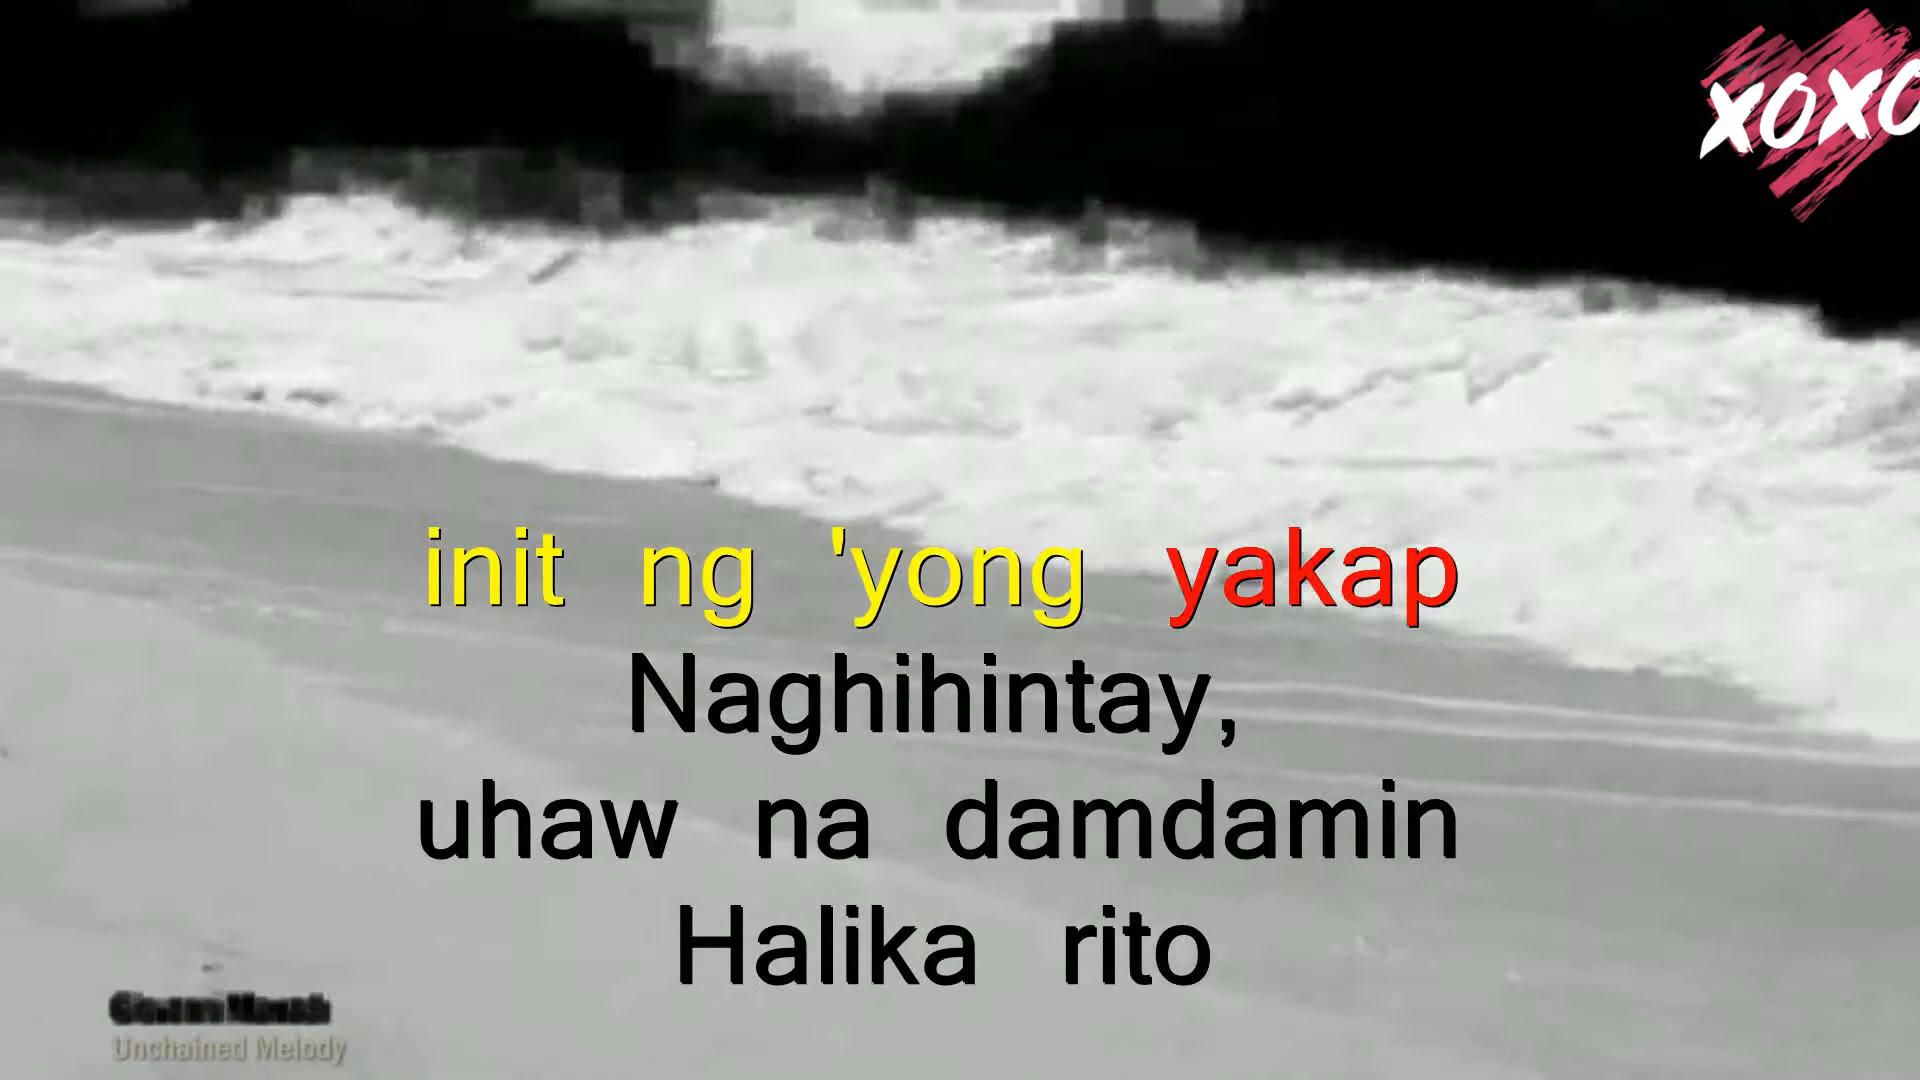 XOXO
init ng 'yong yakap
Naghihintay,
uhaw na damdamin
Halika rito
Unchained Melody